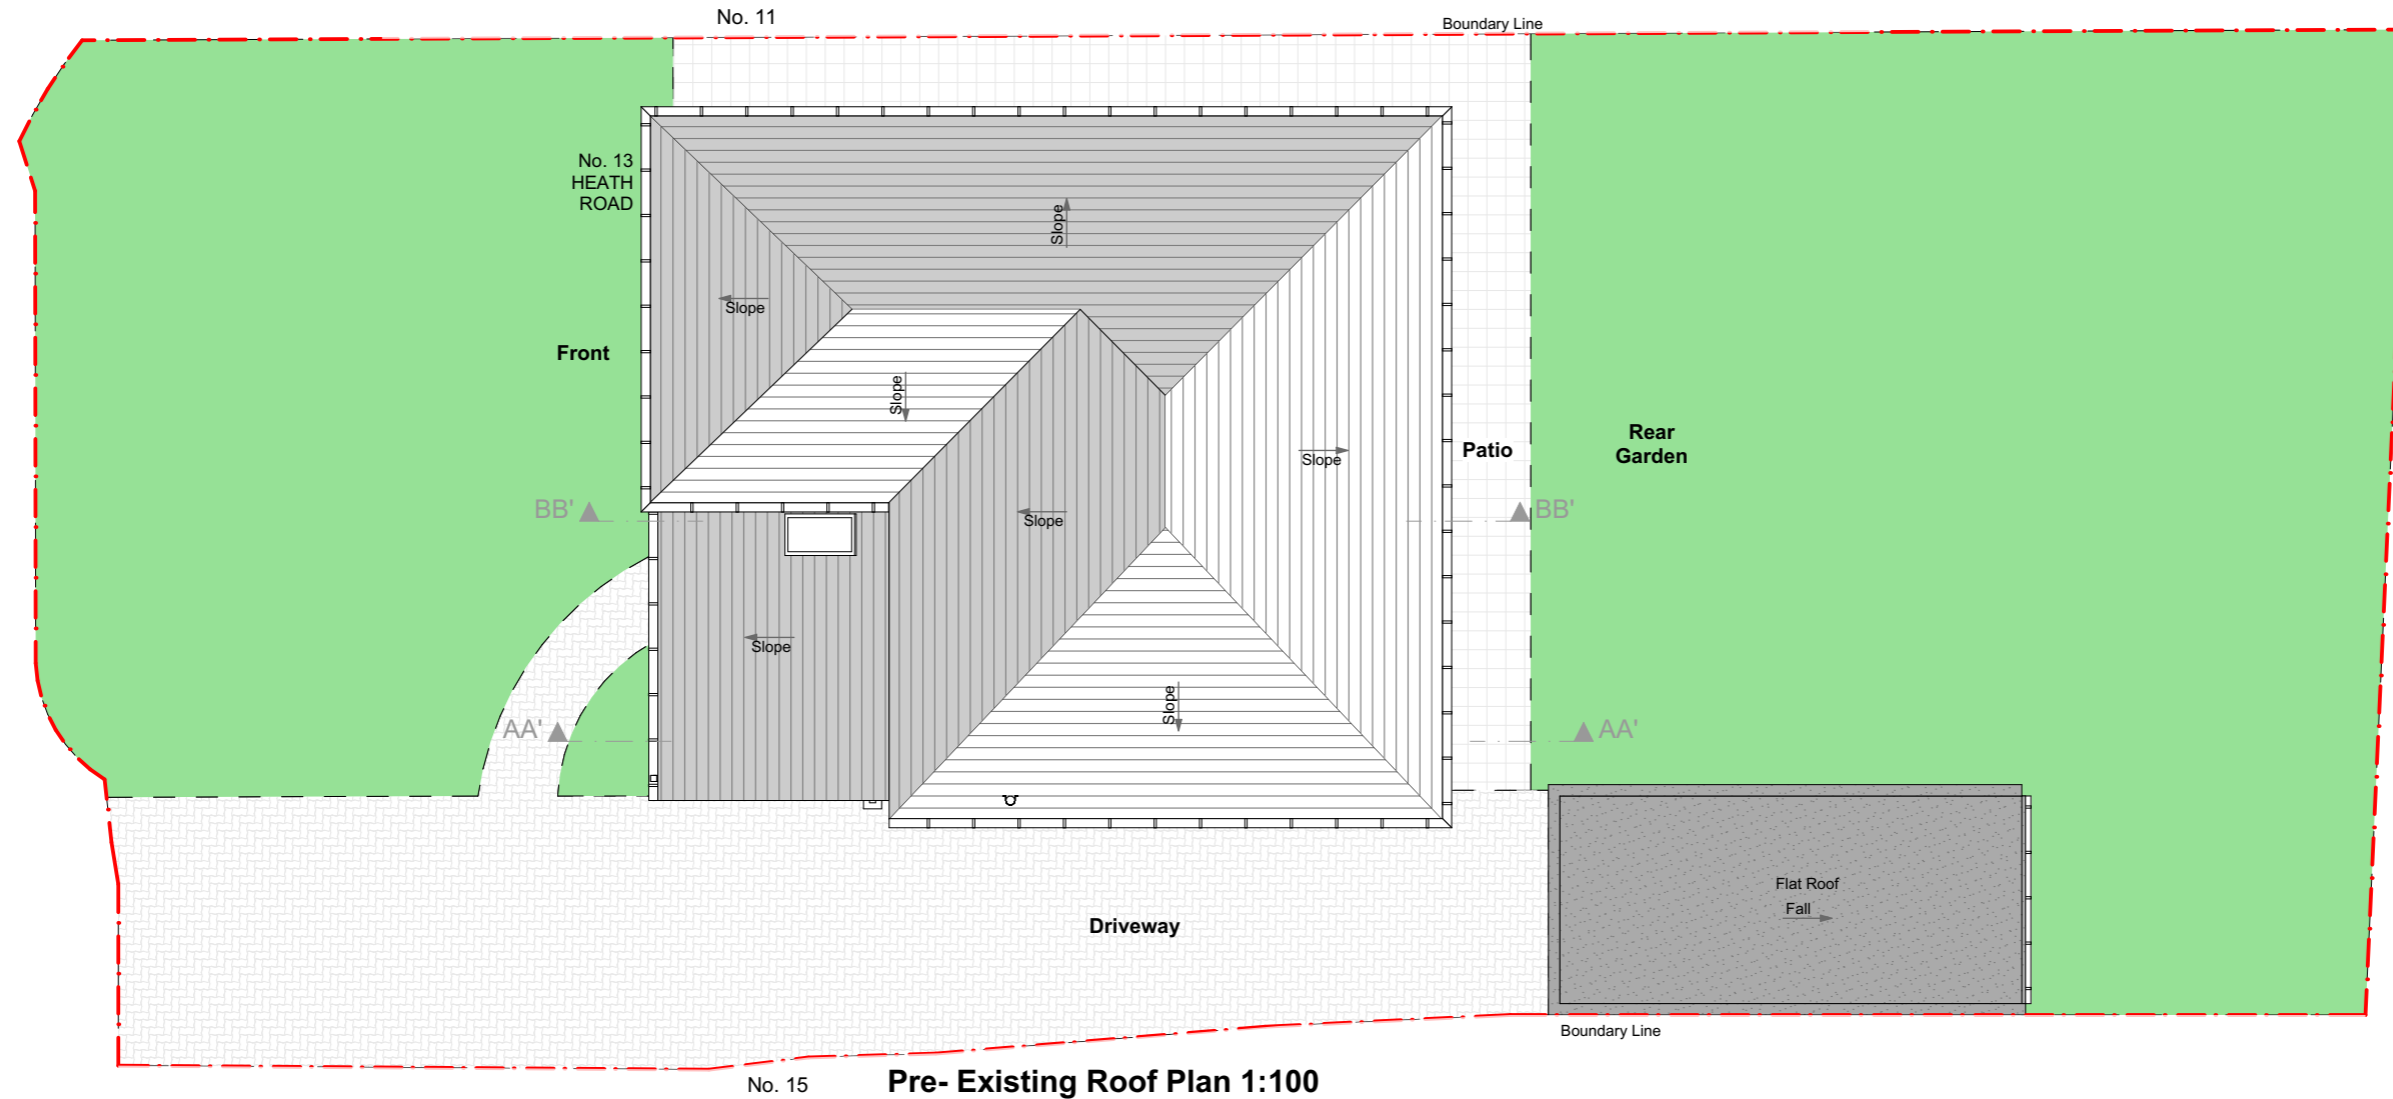 No. 11
Boundary Line
No. 13
HEATH
ROAD
Slope
Slope
Front
Slope
Rear
Garden
Patio
Slope
BB'
Slope
BB'
Slope
Slope
AA'
AA'
Flat Roof
Fall
Driveway
Boundary Line
No. 15
Pre- Existing Roof Plan 1:100